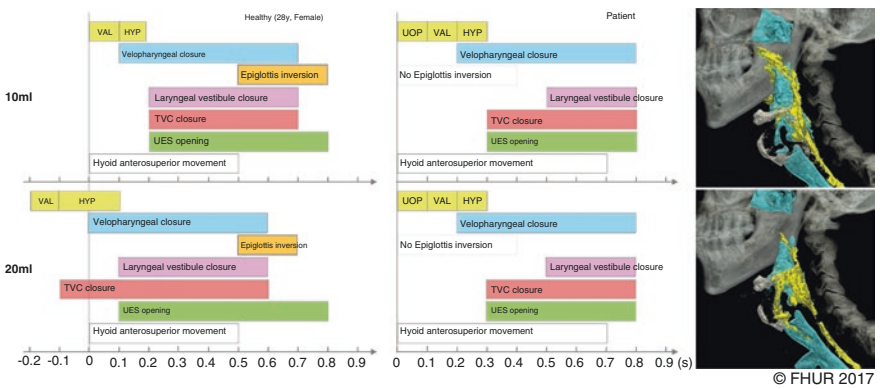 Healthy (28y, Female)
Patient
10ml
VAL HYP
Velopharyngeal closure
Epiglottis inversion
Laryngeal vestibule closure
TVC closure
UES opening
Hyoid anterosuperior movement
UOP VAL HYP
Velopharyngeal closure
No Epiglottis inversion
Laryngeal vestibule closure
TVC closure
UES opening
Hyoid anterosuperior movement
20ml
VAL HYP
Velopharyngeal closure
Epiglottis inversion
Laryngeal vestibule closure
TVC closure
UES opening
Hyoid anterosuperior movement
-0.2 -0.1 0 0.1 0.2 0.3 0.4 0.5 0.6 0.7 0.8 0.9
UOP VAL HYP
Velopharyngeal closure
No Epiglottis inversion
Laryngeal vestibule closure
TVC closure
UES opening
Hyoid anterosuperior movement
0 0.1 0.2 0.3 0.4 0.5 0.6 0.7 0.8 0.9 (s)
© FHUR 2017